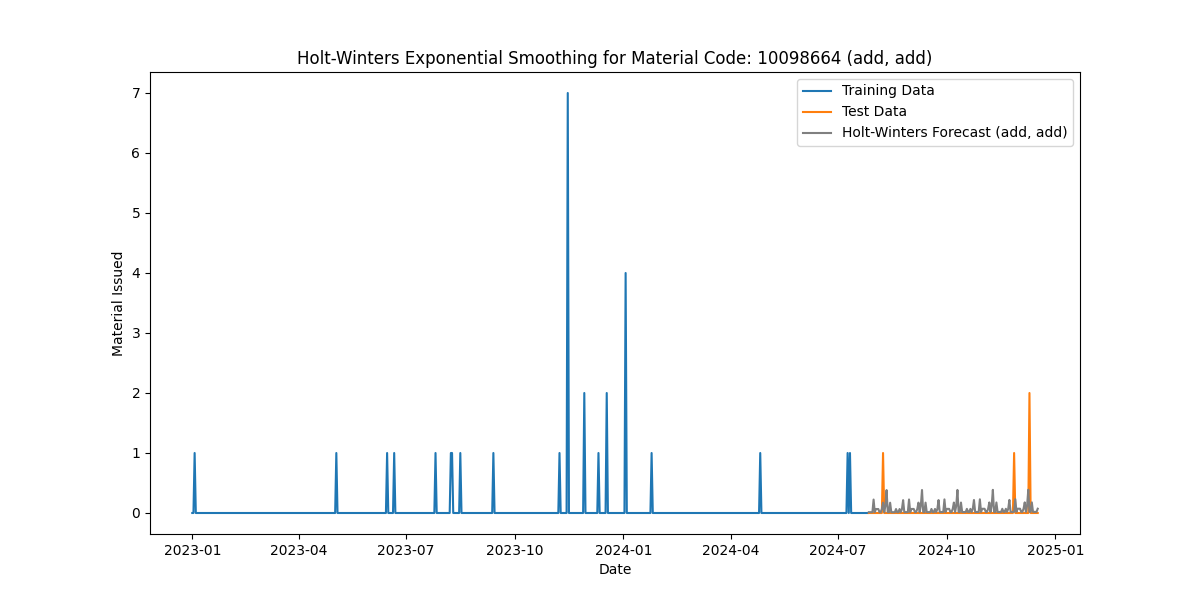 Holt-Winters Exponential Smoothing for Material Code: 10098664 (add, add)
Training Data
Test Data
Holt-Winters Forecast (add, add)
Material Issued
7
6
5
4
3
2
1
0
2023-01 2023-04 2023-07 2023-10 2024-01 2024-04 2024-07 2024-10 2025-01
Date